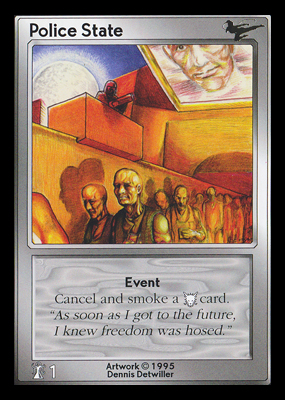 Police State
Event
Cancel and smoke a card.
"As soon as I got to the future,
I knew freedom was hosed."
1
Artwork © 1995
Dennis Detwiller